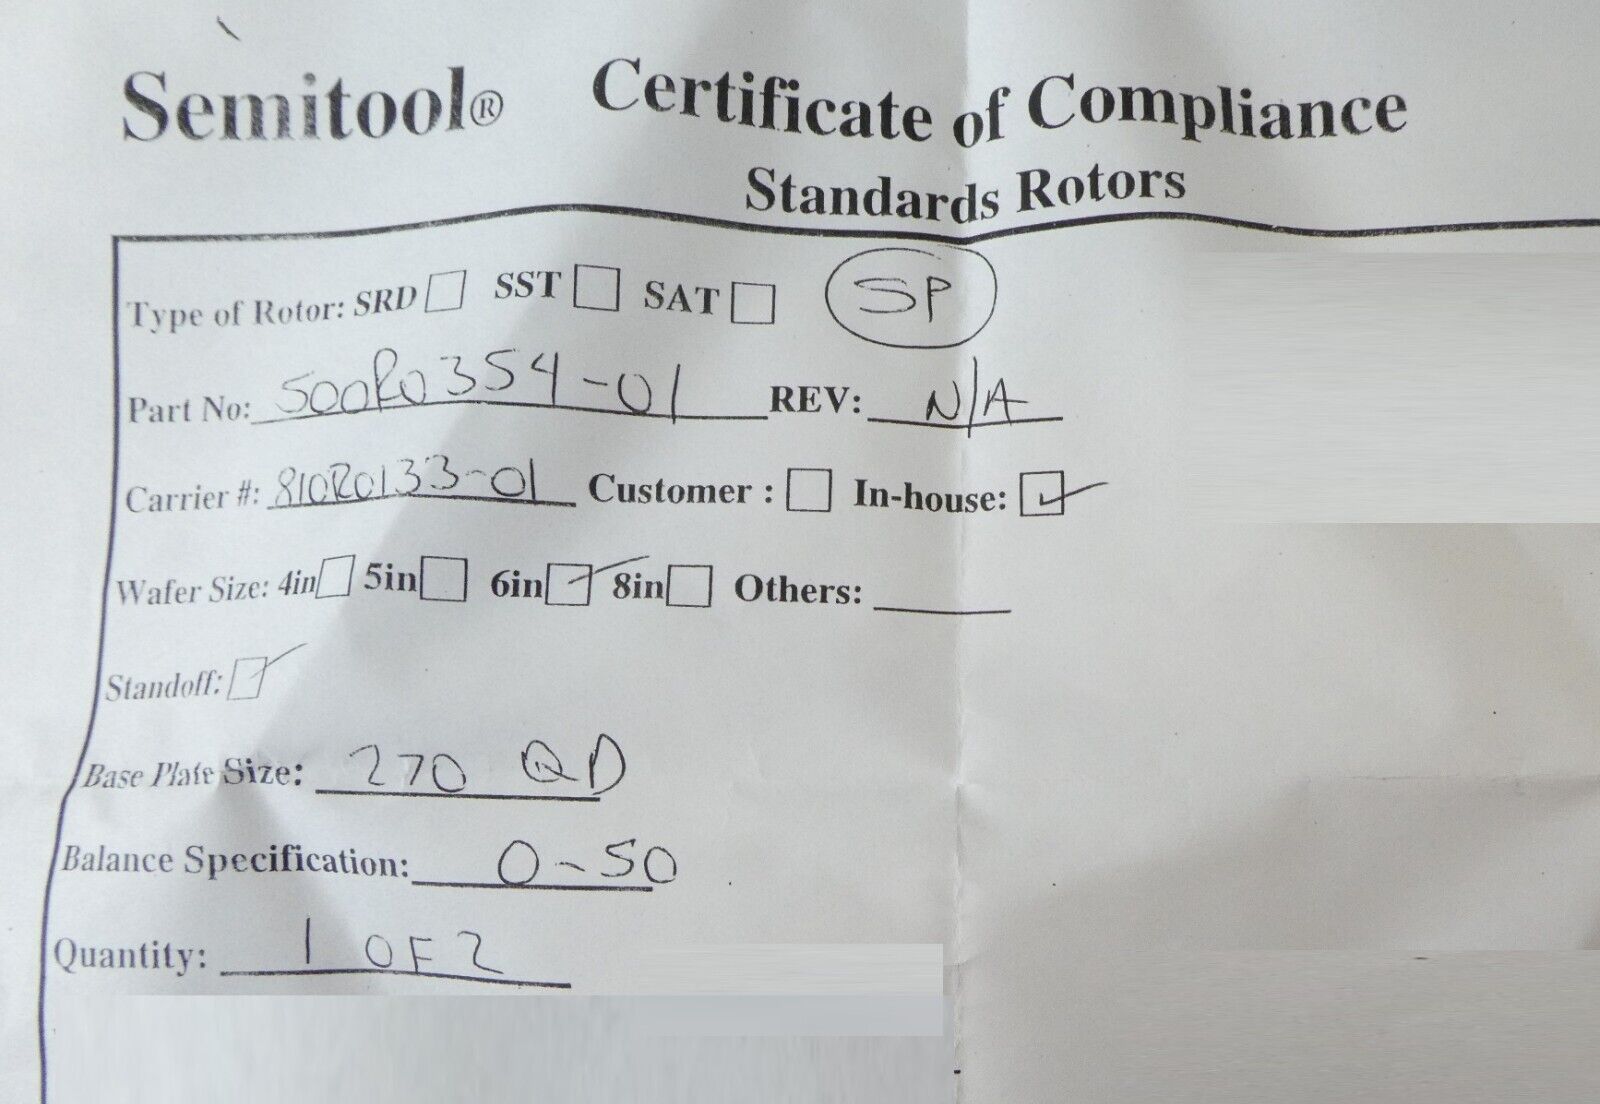 Semitool® Certificate of Compliance
Standards Rotors
Type of Rotor: SRD SST SAT SP
Part No: 500R0354-01 REV: N/A
Carrier #: 810R0133-01 Customer : In-house:
Wafer Size: 4in 5in 6in 8in Others:
Standoff:
Base Plate Size: 270 QD
Balance Specification: 0-50
Quantity: 1 OF 2